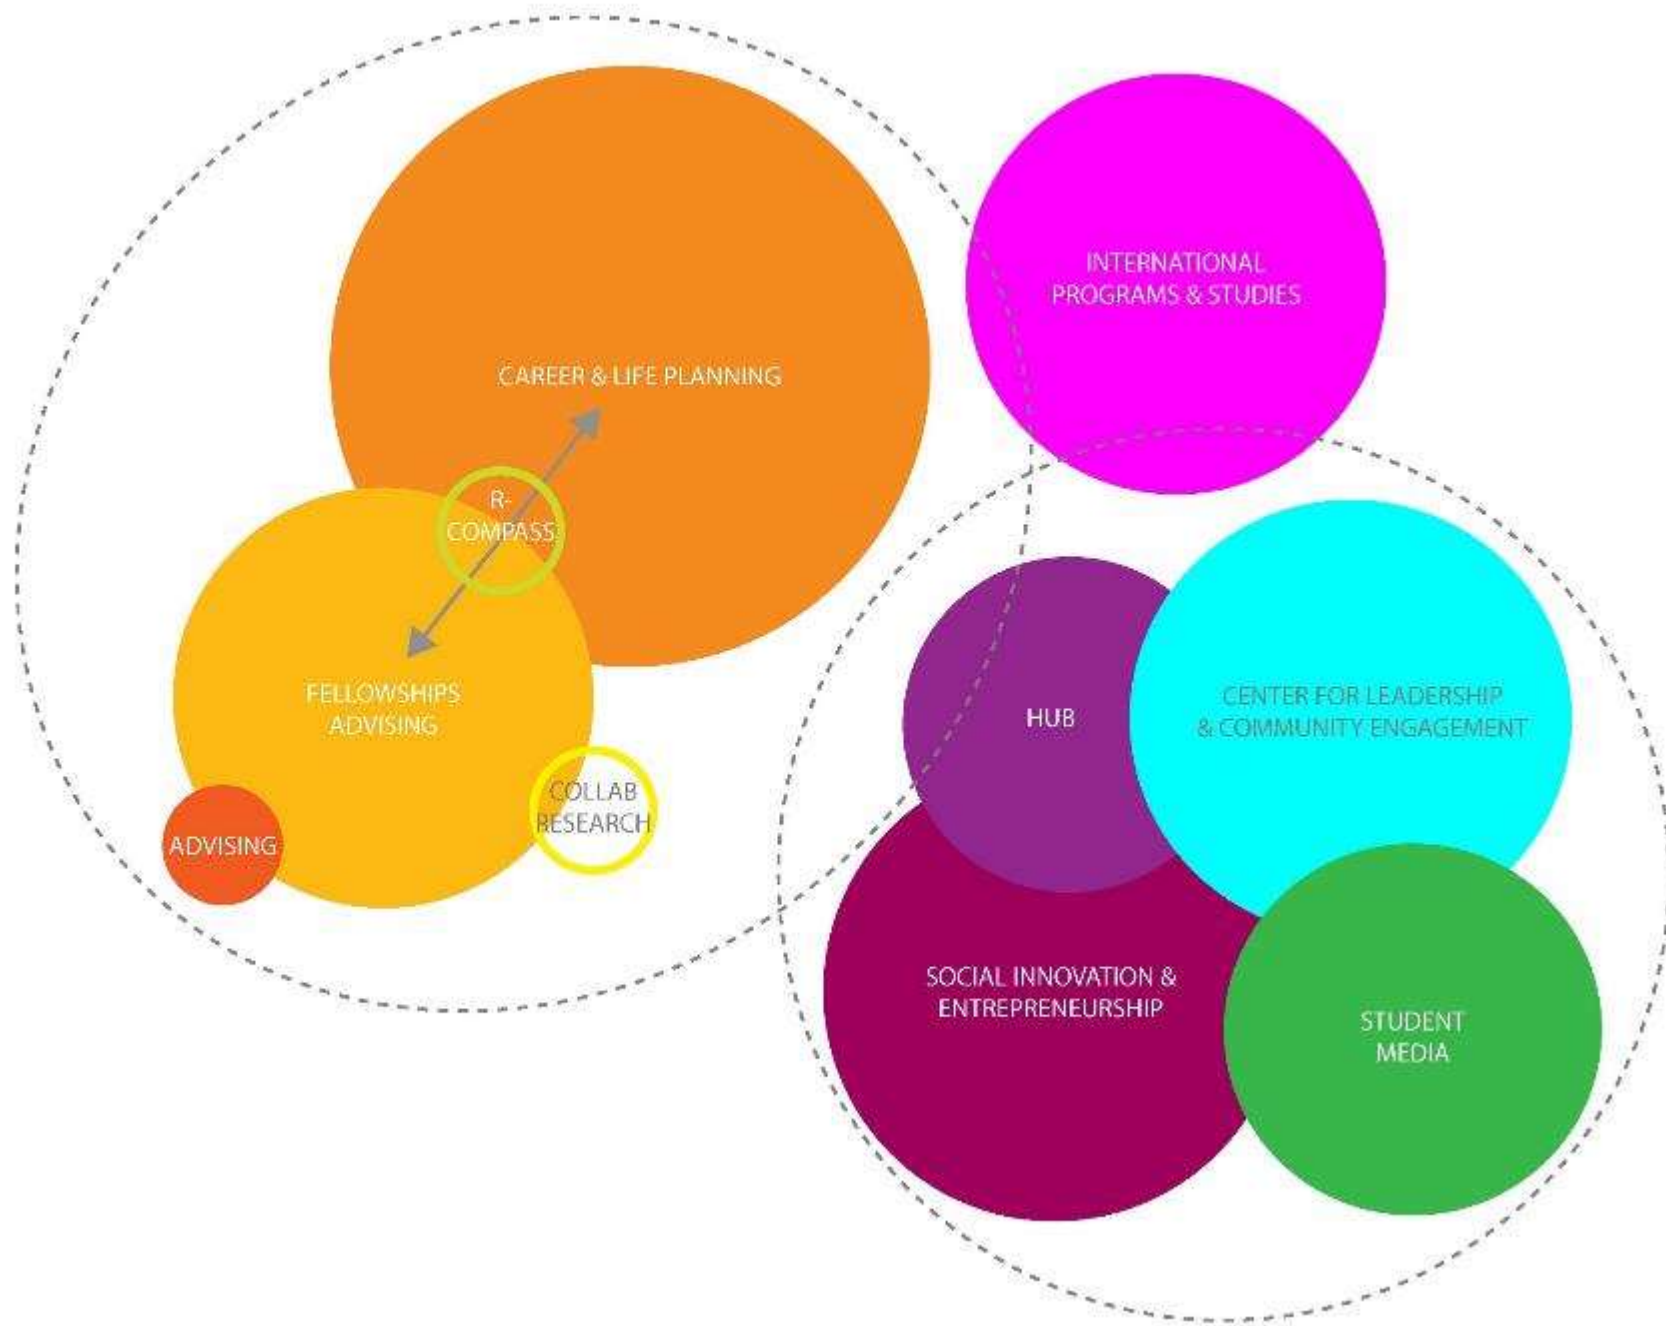 INTERNATIONAL
PROGRAMS & STUDIES
CAREER & LIFE PLANNING
R-
COMPASS
FELLOWSHIPS
ADVISING
COLLAB
RESEARCH
ADVISING
HUB
CENTER FOR LEADERSHIP
& COMMUNITY ENGAGEMENT
SOCIAL INNOVATION &
ENTREPRENEURSHIP
STUDENT
MEDIA